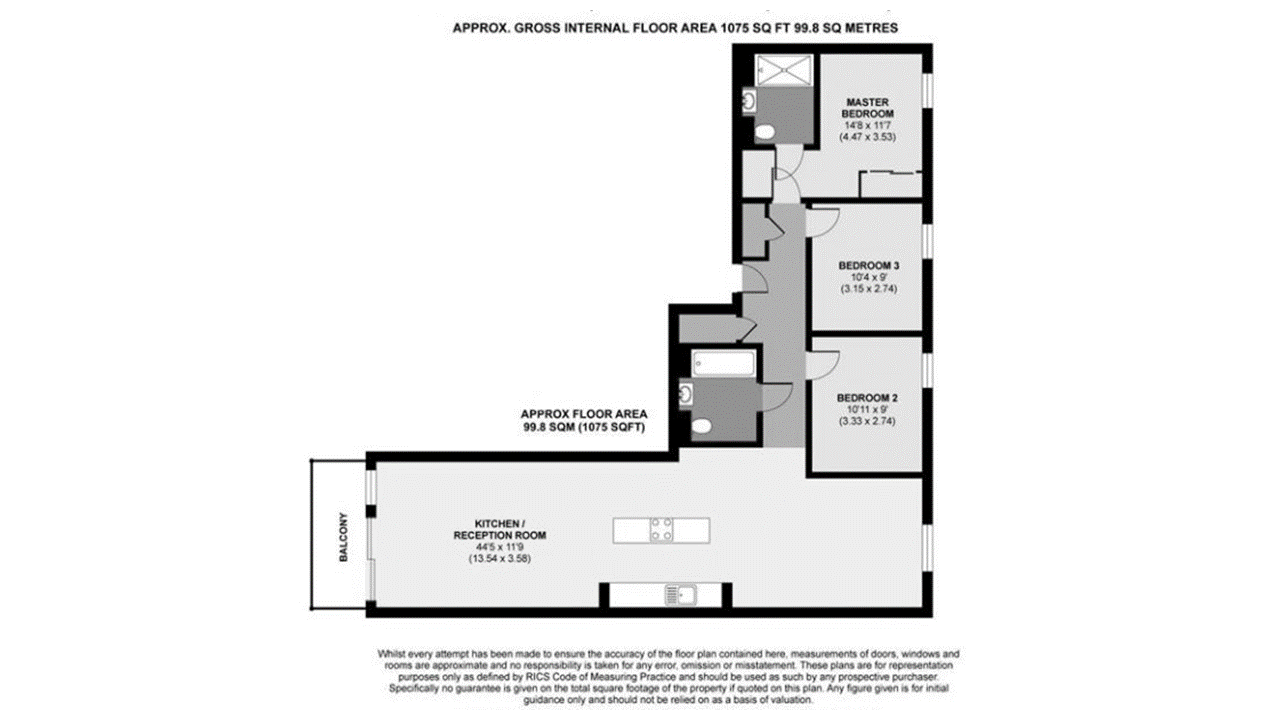 APPROX. GROSS INTERNAL FLOOR AREA 1075 SQ FT 99.8 SQ METRES
MASTER
BEDROOM
14'8 x 11'7
(4.47 x 3.53)
BEDROOM 3
10'4 x 9'
(3.15 x 2.74)
BEDROOM 2
10'11 x 9'
(3.33 x 2.74)
APPROX FLOOR AREA
99.8 SQM (1075 SQFT)
BALCONY
KITCHEN /
RECEPTION ROOM
44'5 x 11'9
(13.54 x 3.58)
Whilst every attempt has been made to ensure the accuracy of the floor plan contained here, measurements of doors, windows and
rooms are approximate and no responsibility is taken for any error, omission or misstatement. These plans are for representation
purposes only as defined by RICS Code of Measuring Practice and should be used as such by any prospective purchaser.
Specifically no guarantee is given on the total square footage of the property if quoted on this plan. Any figure given is for initial
guidance only and should not be relied on as a basis of valuation.